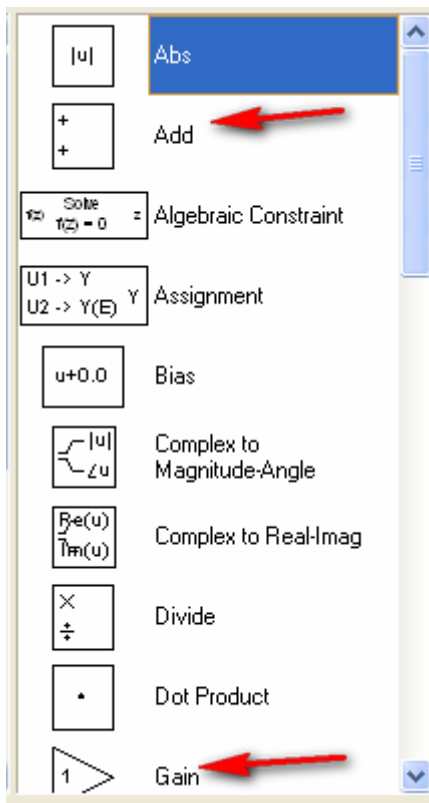 |u| Abs
+
+ Add
f(z) Solve f(z) = 0 z Algebraic Constraint
U1 -> Y
U2 -> Y(E) Y Assignment
u+0.0 Bias
|u|
∠u
Complex to
Magnitude-Angle
Re(u)
Im(u)
Complex to Real-Imag
×
÷ Divide
Dot Product
1 Gain